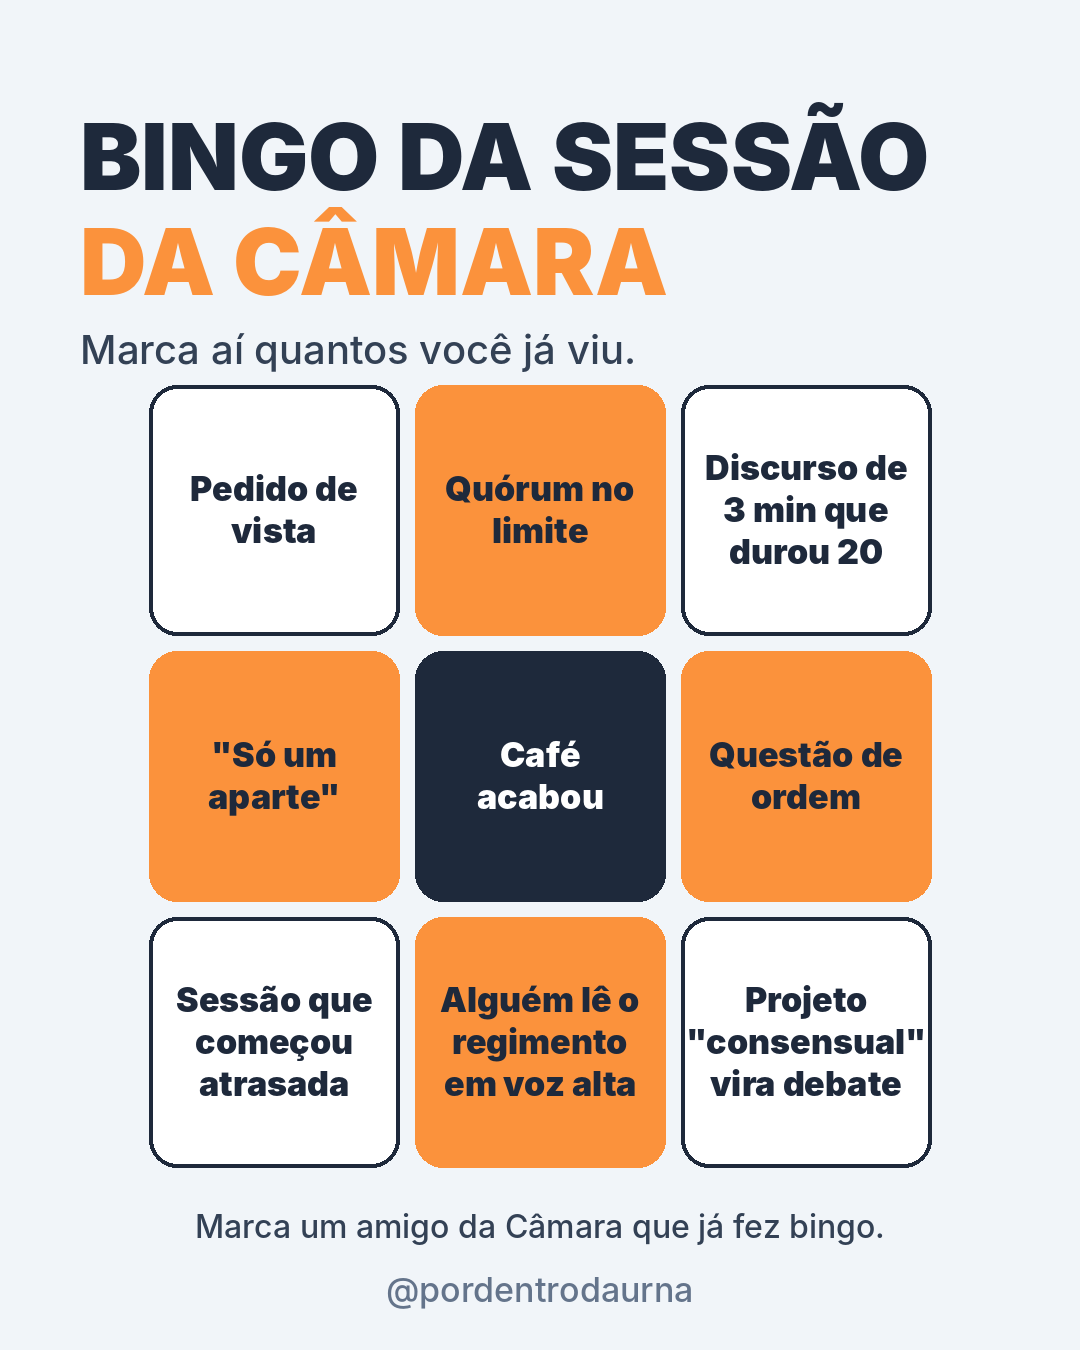 BINGO DA SESSÃO
DA CÂMARA
Marca aí quantos você já viu.
Pedido de
vista
Quórum no
limite
Discurso de
3 min que
durou 20
"Só um
aparte"
Café
acabou
Questão de
ordem
Sessão que
começou
atrasada
Alguém lê o
regimento
em voz alta
Projeto
"consensual"
vira debate
Marca um amigo da Câmara que já fez bingo.
@pordentrodaurna